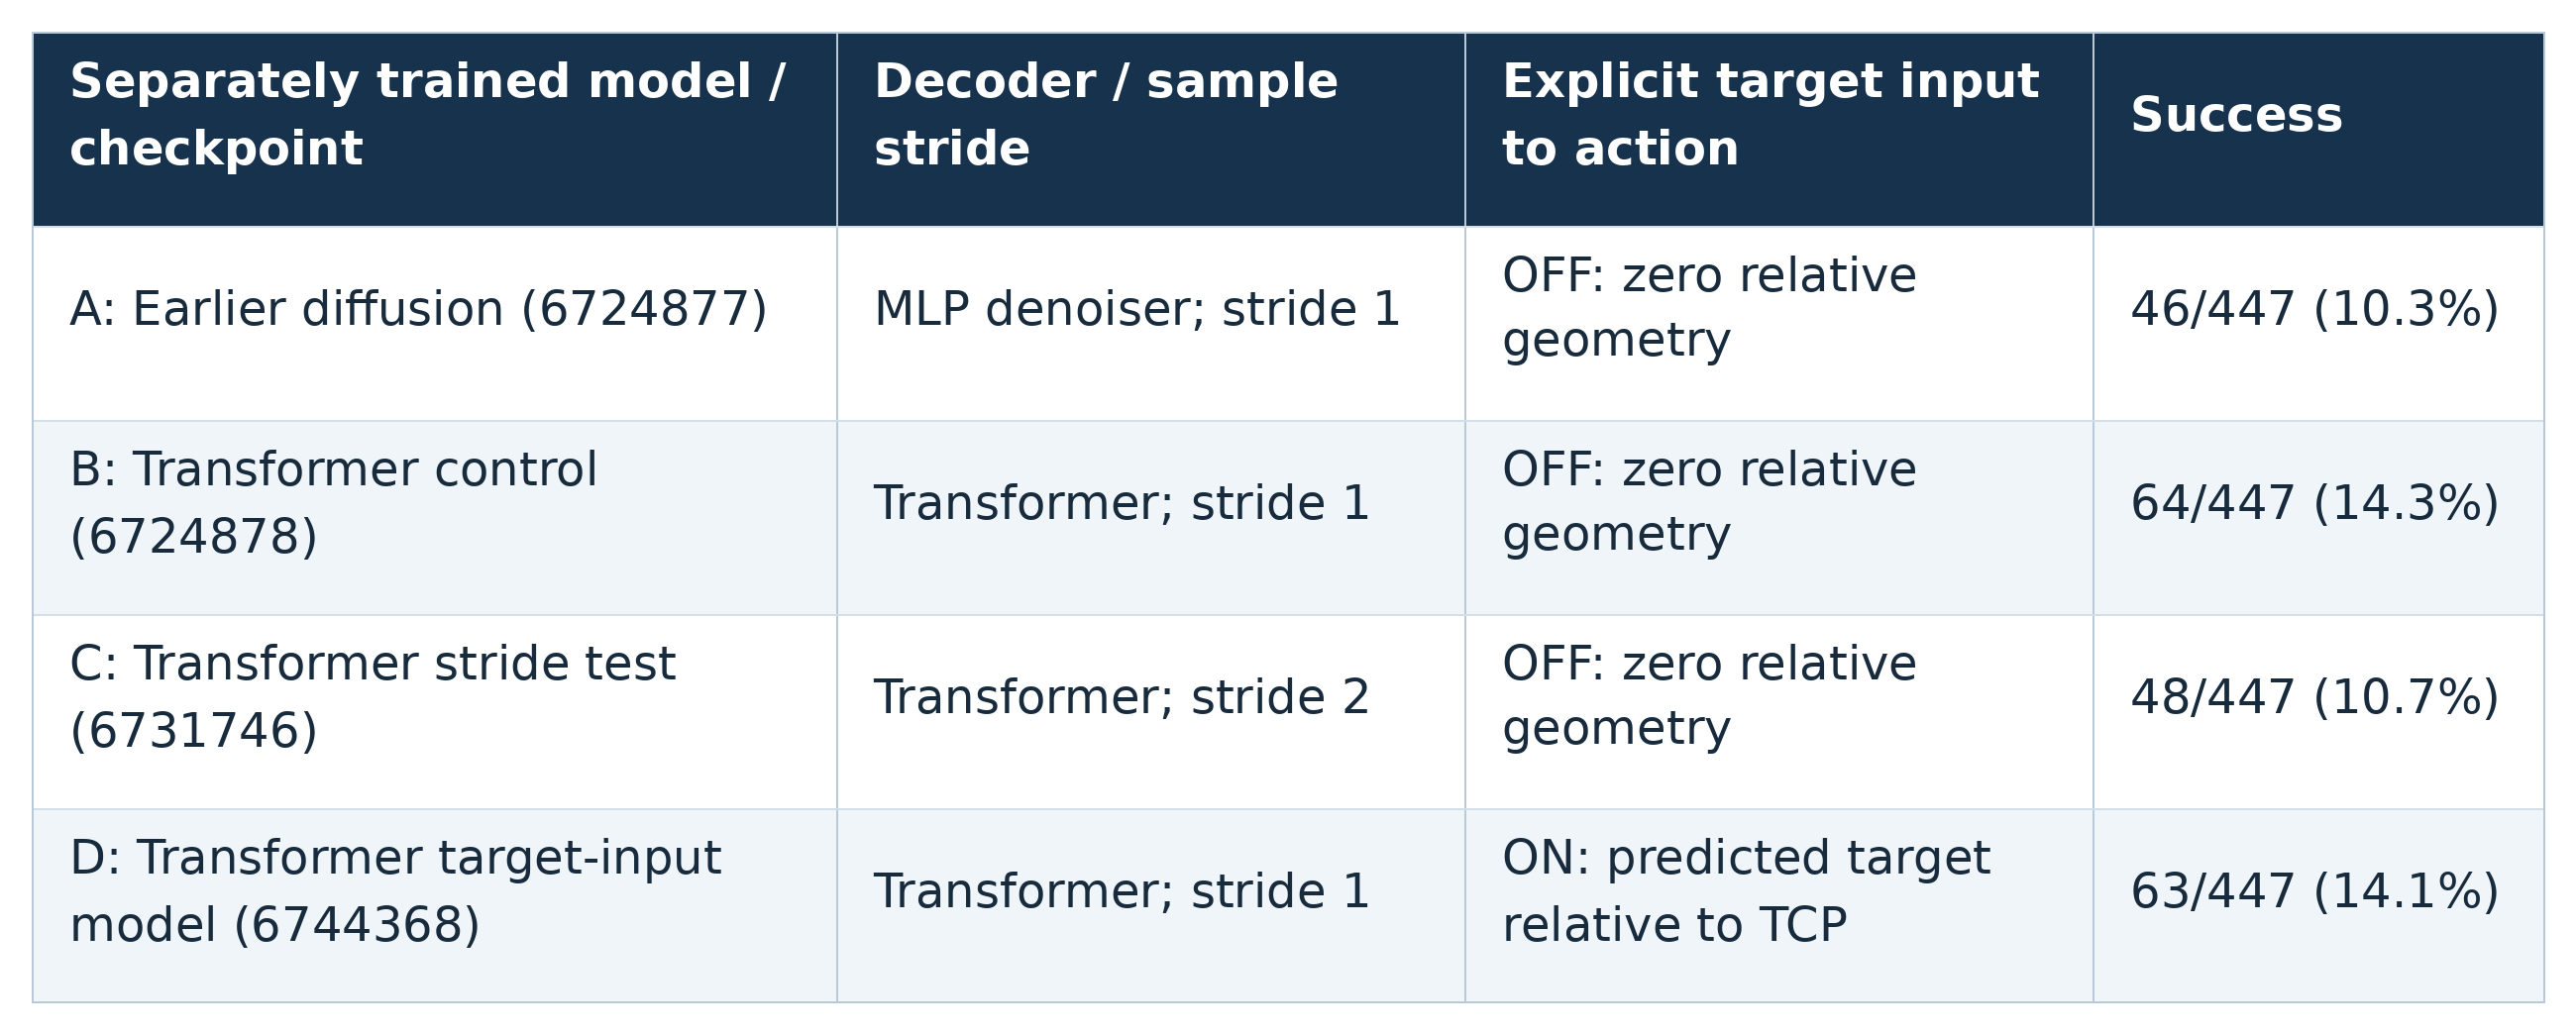 Separately trained model /
checkpoint
Decoder / sample
stride
Explicit target input
to action
Success
A: Earlier diffusion (6724877)
MLP denoiser; stride 1
OFF: zero relative
geometry
46/447 (10.3%)
B: Transformer control
(6724878)
Transformer; stride 1
OFF: zero relative
geometry
64/447 (14.3%)
C: Transformer stride test
(6731746)
Transformer; stride 2
OFF: zero relative
geometry
48/447 (10.7%)
D: Transformer target-input
model (6744368)
Transformer; stride 1
ON: predicted target
relative to TCP
63/447 (14.1%)